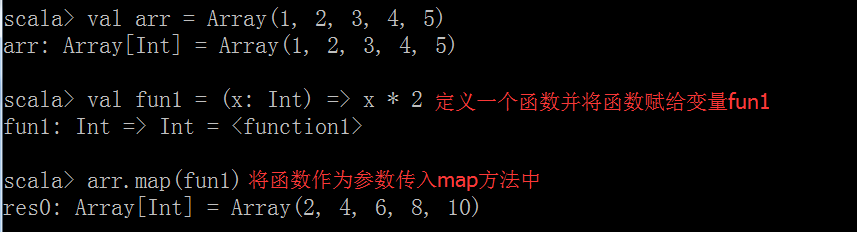 scala> val arr = Array(1, 2, 3, 4, 5)
arr: Array[Int] = Array(1, 2, 3, 4, 5)
scala> val fun1 = (x: Int) => x * 2 定义一个函数并将函数赋给变量fun1
fun1: Int => Int = <function1>
scala> arr.map(fun1) 将函数作为参数传入map方法中
res0: Array[Int] = Array(2, 4, 6, 8, 10)